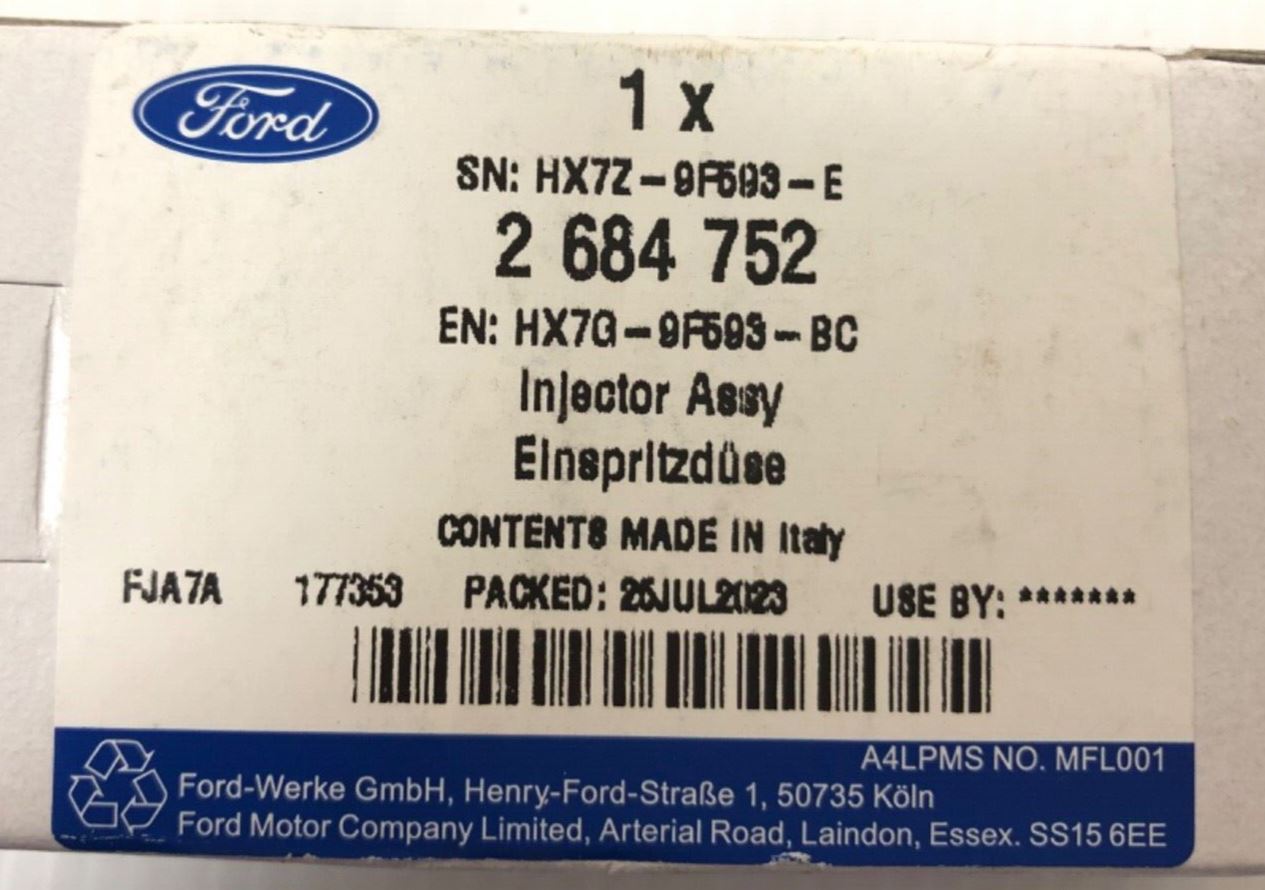 Ford
1 x
SN: HX7Z-9F593-E
2 684 752
EN: HX7G-9F593-BC
Injector Assy
Einspritzdüse
CONTENTS MADE IN Italy
FJA7A 177353 PACKED: 25JUL2023 USE BY: *******
A4LPMS NO. MFL001
Ford-Werke GmbH, Henry-Ford-Straße 1, 50735 Köln
Ford Motor Company Limited, Arterial Road, Laindon, Essex. SS15 6EE